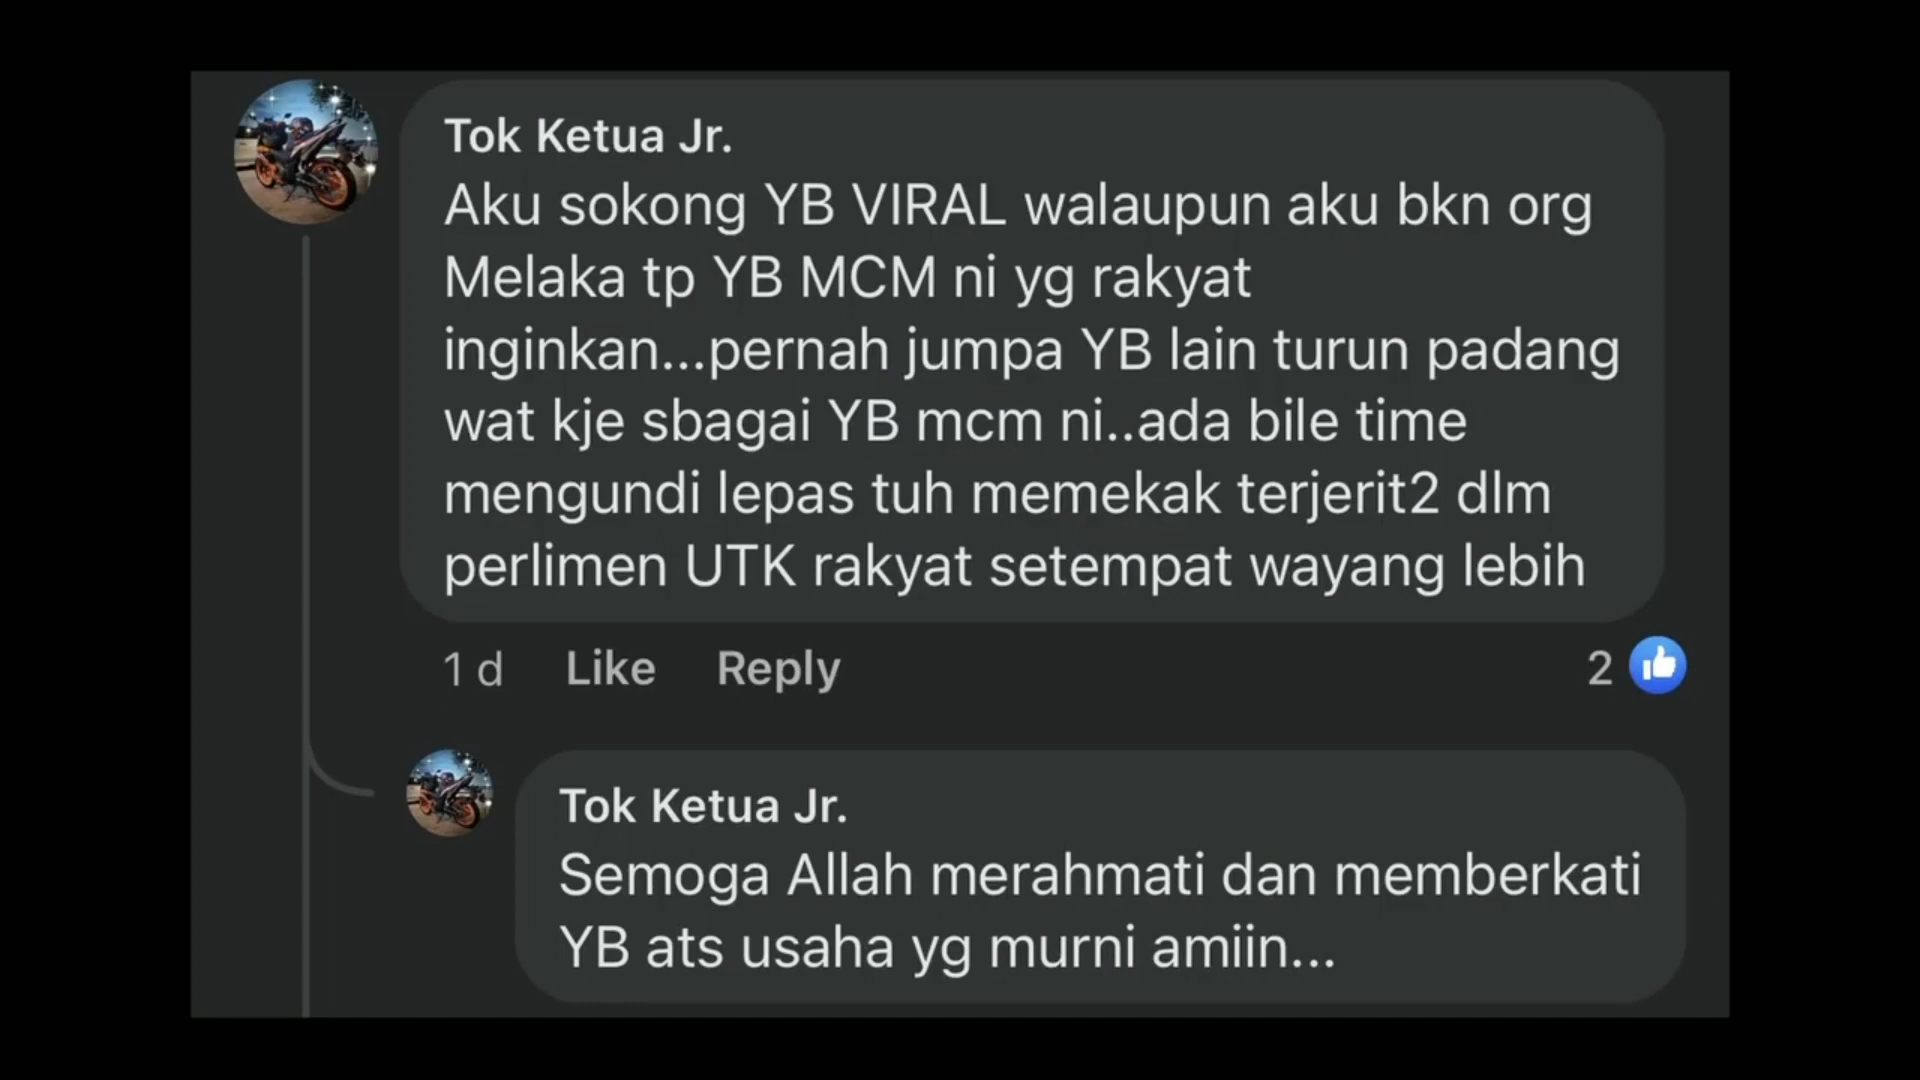 Tok Ketua Jr.
Aku sokong YB VIRAL walaupun aku bkn org
Melaka tp YB MCM ni yg rakyat
inginkan...pernah jumpa YB lain turun padang
wat kje sbagai YB mcm ni..ada bile time
mengundi lepas tuh memekak terjerit2 dlm
perlimen UTK rakyat setempat wayang lebih
1 d Like Reply 2
Tok Ketua Jr.
Semoga Allah merahmati dan memberkati
YB ats usaha yg murni amiin...